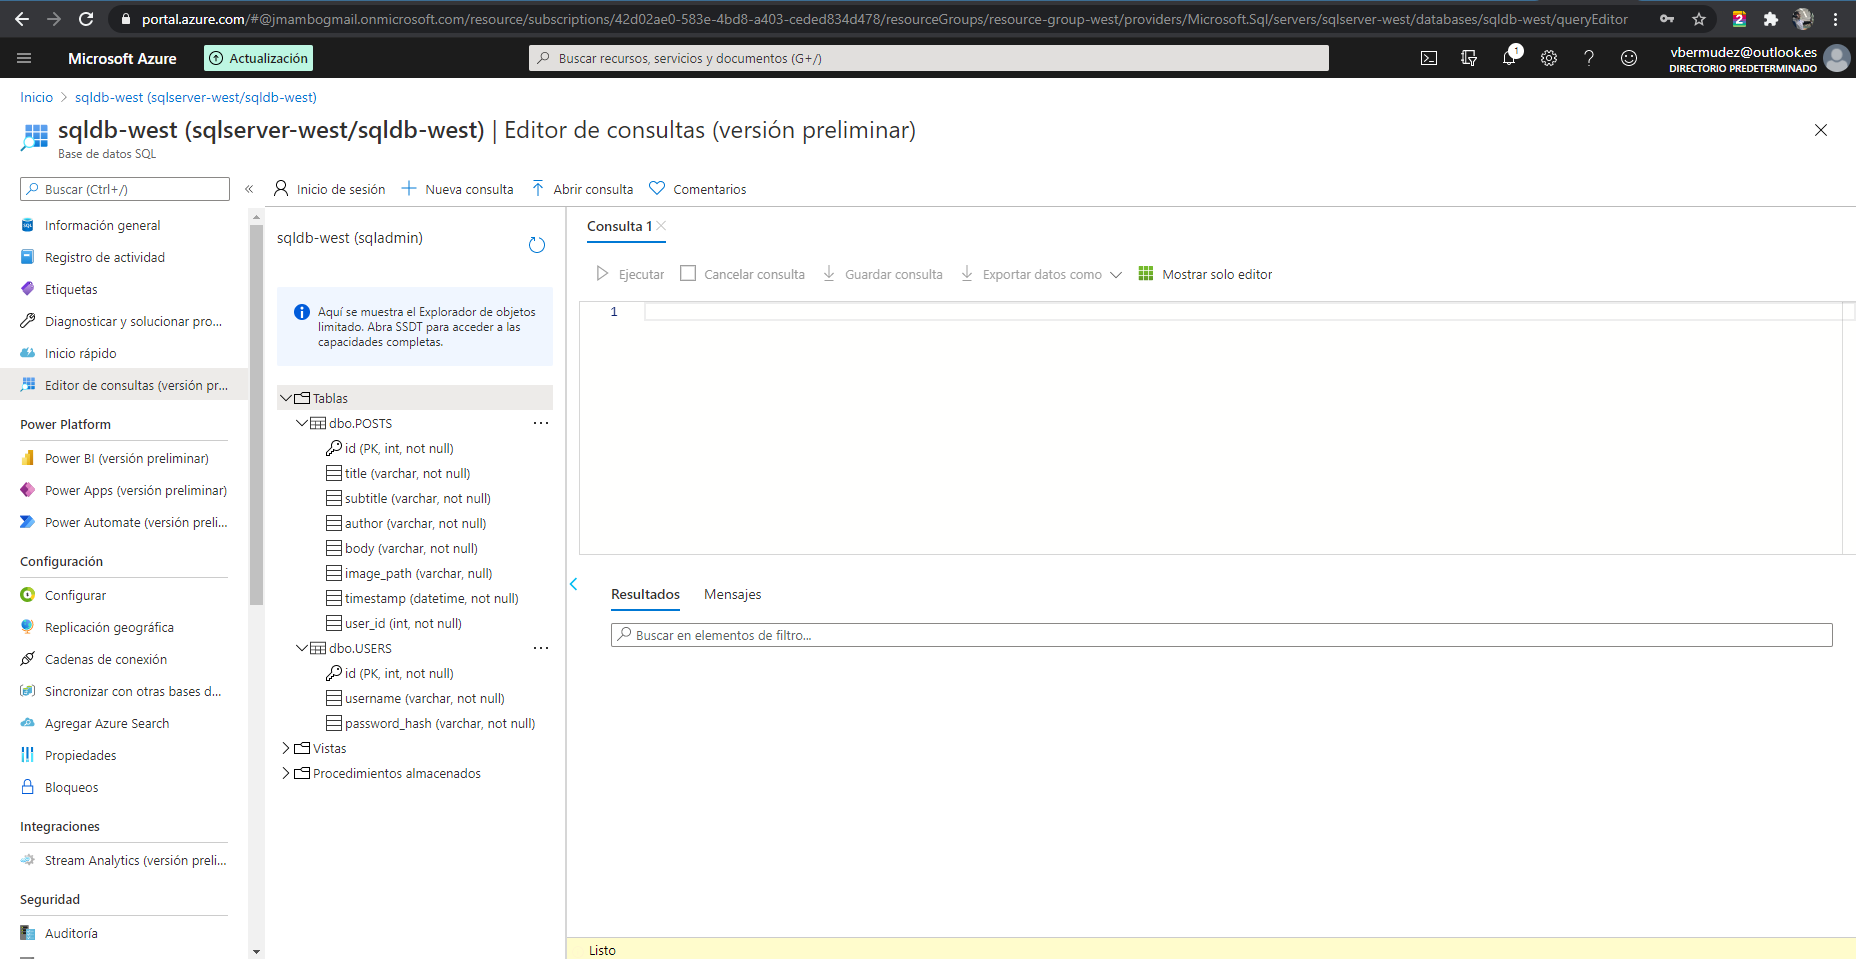 portal.azure.com/#@jmambogmail.onmicrosoft.com/resource/subscriptions/42d02ae0-583e-4bd8-a403-ceded834d478/resourceGroups/resource-group-west/providers/Microsoft.Sql/servers/sqlserver-west/databases/sqldb-west/queryEditor
2
Microsoft Azure
Actualización
Buscar recursos, servicios y documentos (G+/)
1
vbermudez@outlook.es
DIRECTORIO PREDETERMINADO
Inicio > sqldb-west (sqlserver-west/sqldb-west)
sqldb-west (sqlserver-west/sqldb-west) | Editor de consultas (versión preliminar)
Base de datos SQL
Buscar (Ctrl+/)
«
Información general
Registro de actividad
Etiquetas
Diagnosticar y solucionar pro...
Inicio rápido
Editor de consultas (versión pr...
Power Platform
Power BI (versión preliminar)
Power Apps (versión preliminar)
Power Automate (versión preli...
Configuración
Configurar
Replicación geográfica
Cadenas de conexión
Sincronizar con otras bases d...
Agregar Azure Search
Propiedades
Bloqueos
Integraciones
Stream Analytics (versión preli...
Seguridad
Auditoría
Inicio de sesión
Nueva consulta
Abrir consulta
Comentarios
sqldb-west (sqladmin)
Aquí se muestra el Explorador de objetos
limitado. Abra SSDT para acceder a las
capacidades completas.
Tablas
dbo.POSTS
id (PK, int, not null)
title (varchar, not null)
subtitle (varchar, not null)
author (varchar, not null)
body (varchar, not null)
image_path (varchar, null)
timestamp (datetime, not null)
user_id (int, not null)
dbo.USERS
id (PK, int, not null)
username (varchar, not null)
password_hash (varchar, not null)
Vistas
Procedimientos almacenados
Consulta 1
Ejecutar
Cancelar consulta
Guardar consulta
Exportar datos como
Mostrar solo editor
1
Resultados
Mensajes
Buscar en elementos de filtro...
Listo